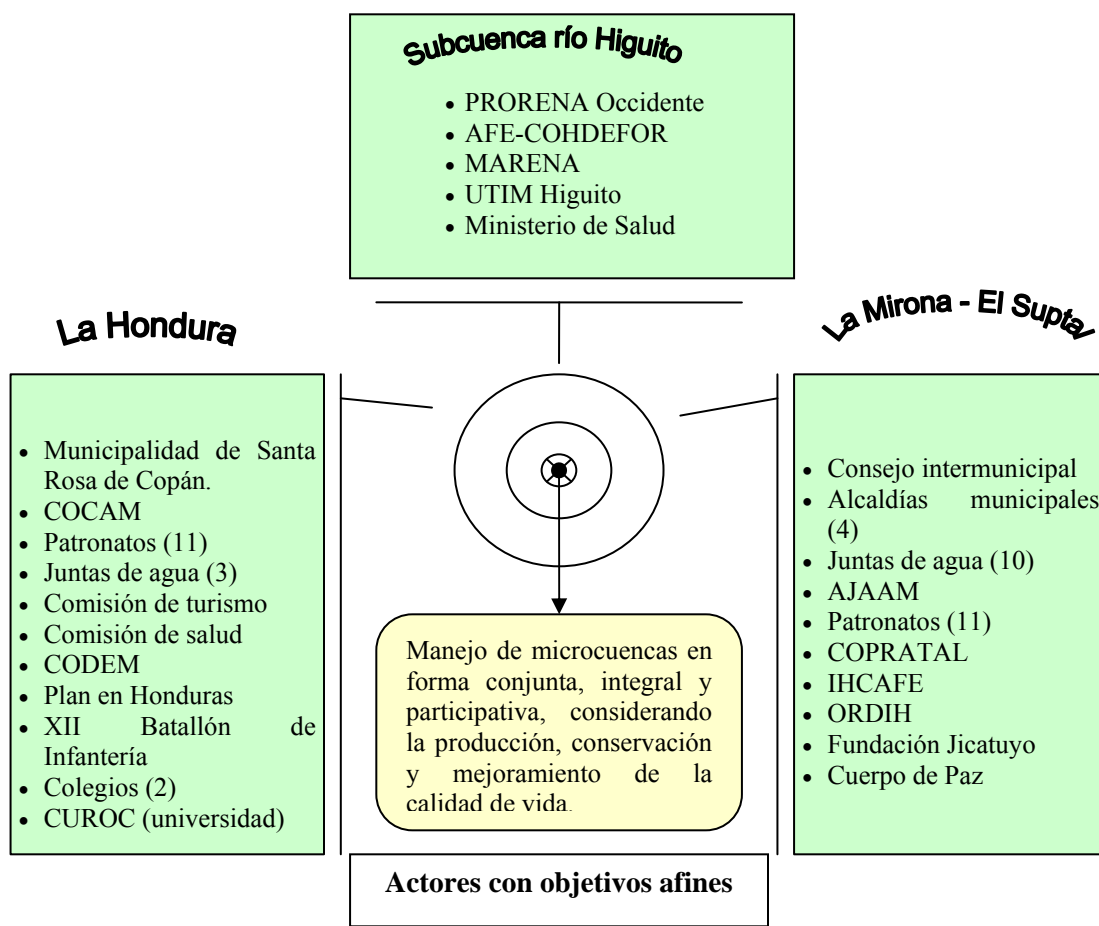 Subcuenca río Higuito
• PRORENA Occidente
• AFE-COHDEFOR
• MARENA
• UTIM Higuito
• Ministerio de Salud
La Hondura
• Municipalidad de Santa
Rosa de Copán.
• COCAM
• Patronatos (11)
• Juntas de agua (3)
• Comisión de turismo
• Comisión de salud
• CODEM
• Plan en Honduras
• XII Batallón de
Infantería
• Colegios (2)
• CUROC (universidad)
La Mirona - El Suptal
• Consejo intermunicipal
• Alcaldías municipales
(4)
• Juntas de agua (10)
• AJAAM
• Patronatos (11)
• COPRATAL
• IHCAFE
• ORDIH
• Fundación Jicatuyo
• Cuerpo de Paz
Manejo de microcuencas en
forma conjunta, integral y
participativa, considerando
la producción, conservación
y mejoramiento de la
calidad de vida.
Actores con objetivos afines